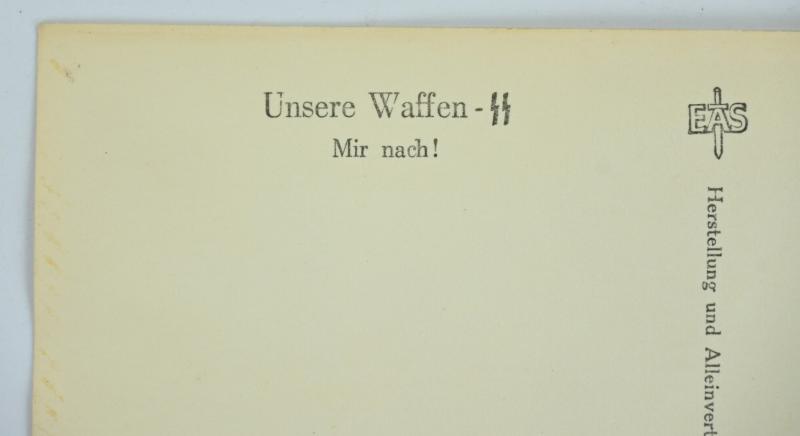 Unsere Waffen-ᛋᛋ
Mir nach!
EAS
Herstellung und Alleinvert